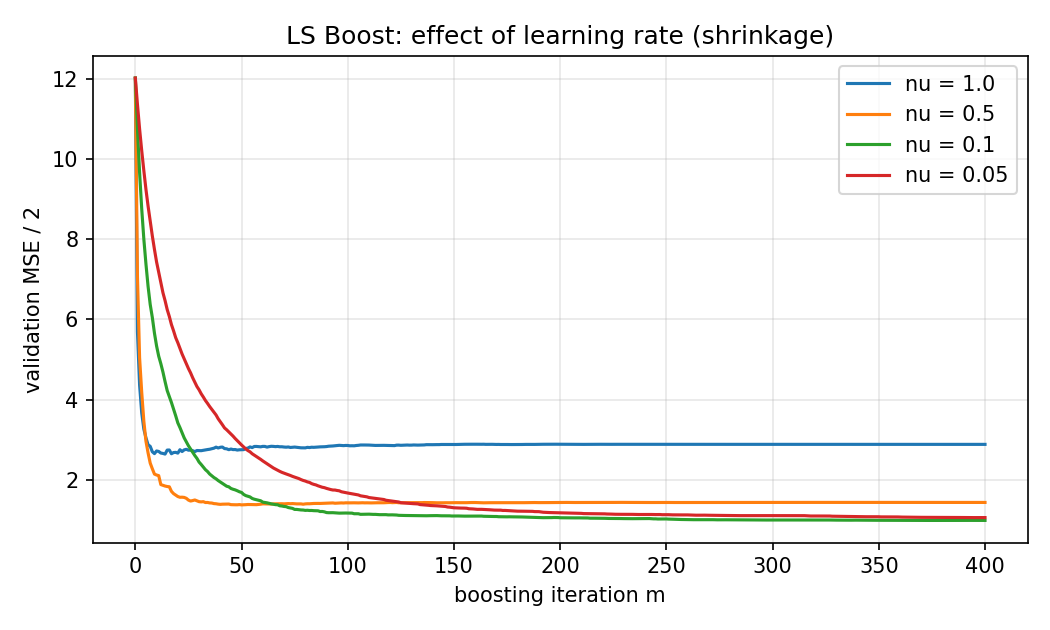 LS Boost: effect of learning rate (shrinkage)
12
10
8
6
4
2
validation MSE / 2
nu = 1.0
nu = 0.5
nu = 0.1
nu = 0.05
0 50 100 150 200 250 300 350 400
boosting iteration m